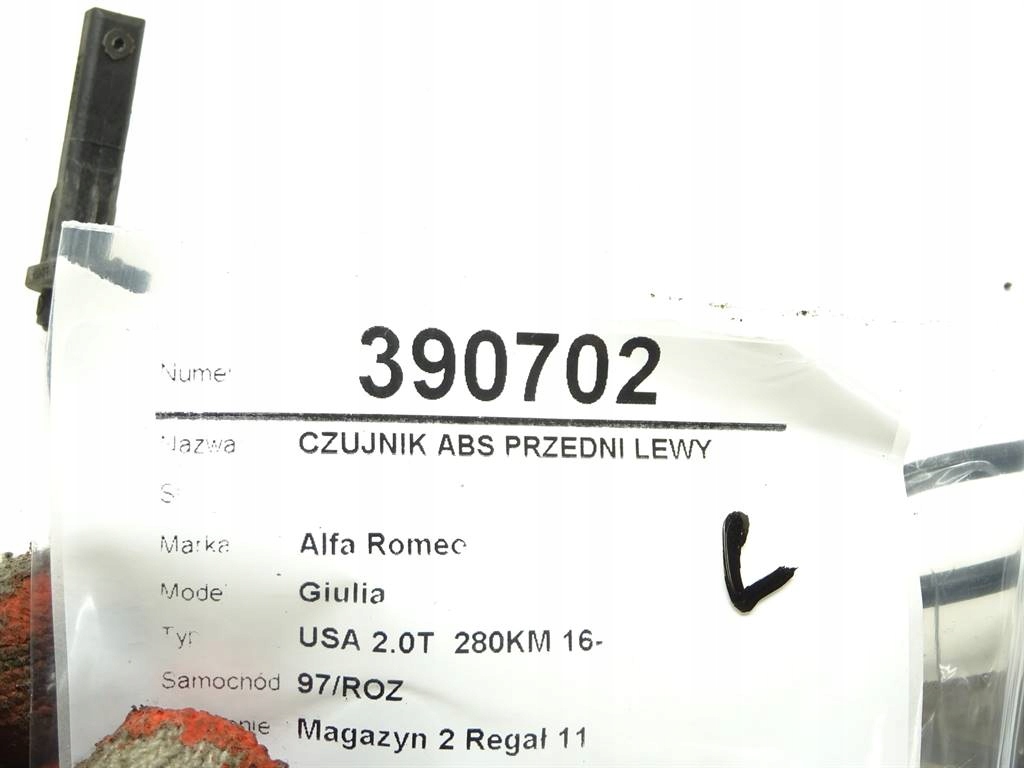 Numer 390702
Nazwa CZUJNIK ABS PRZEDNI LEWY
Marka Alfa Romeo
Model Giulia
Typ USA 2.0T 280KM 16-
Samochód 97/ROZ
Magazyn 2 Regał 11
L